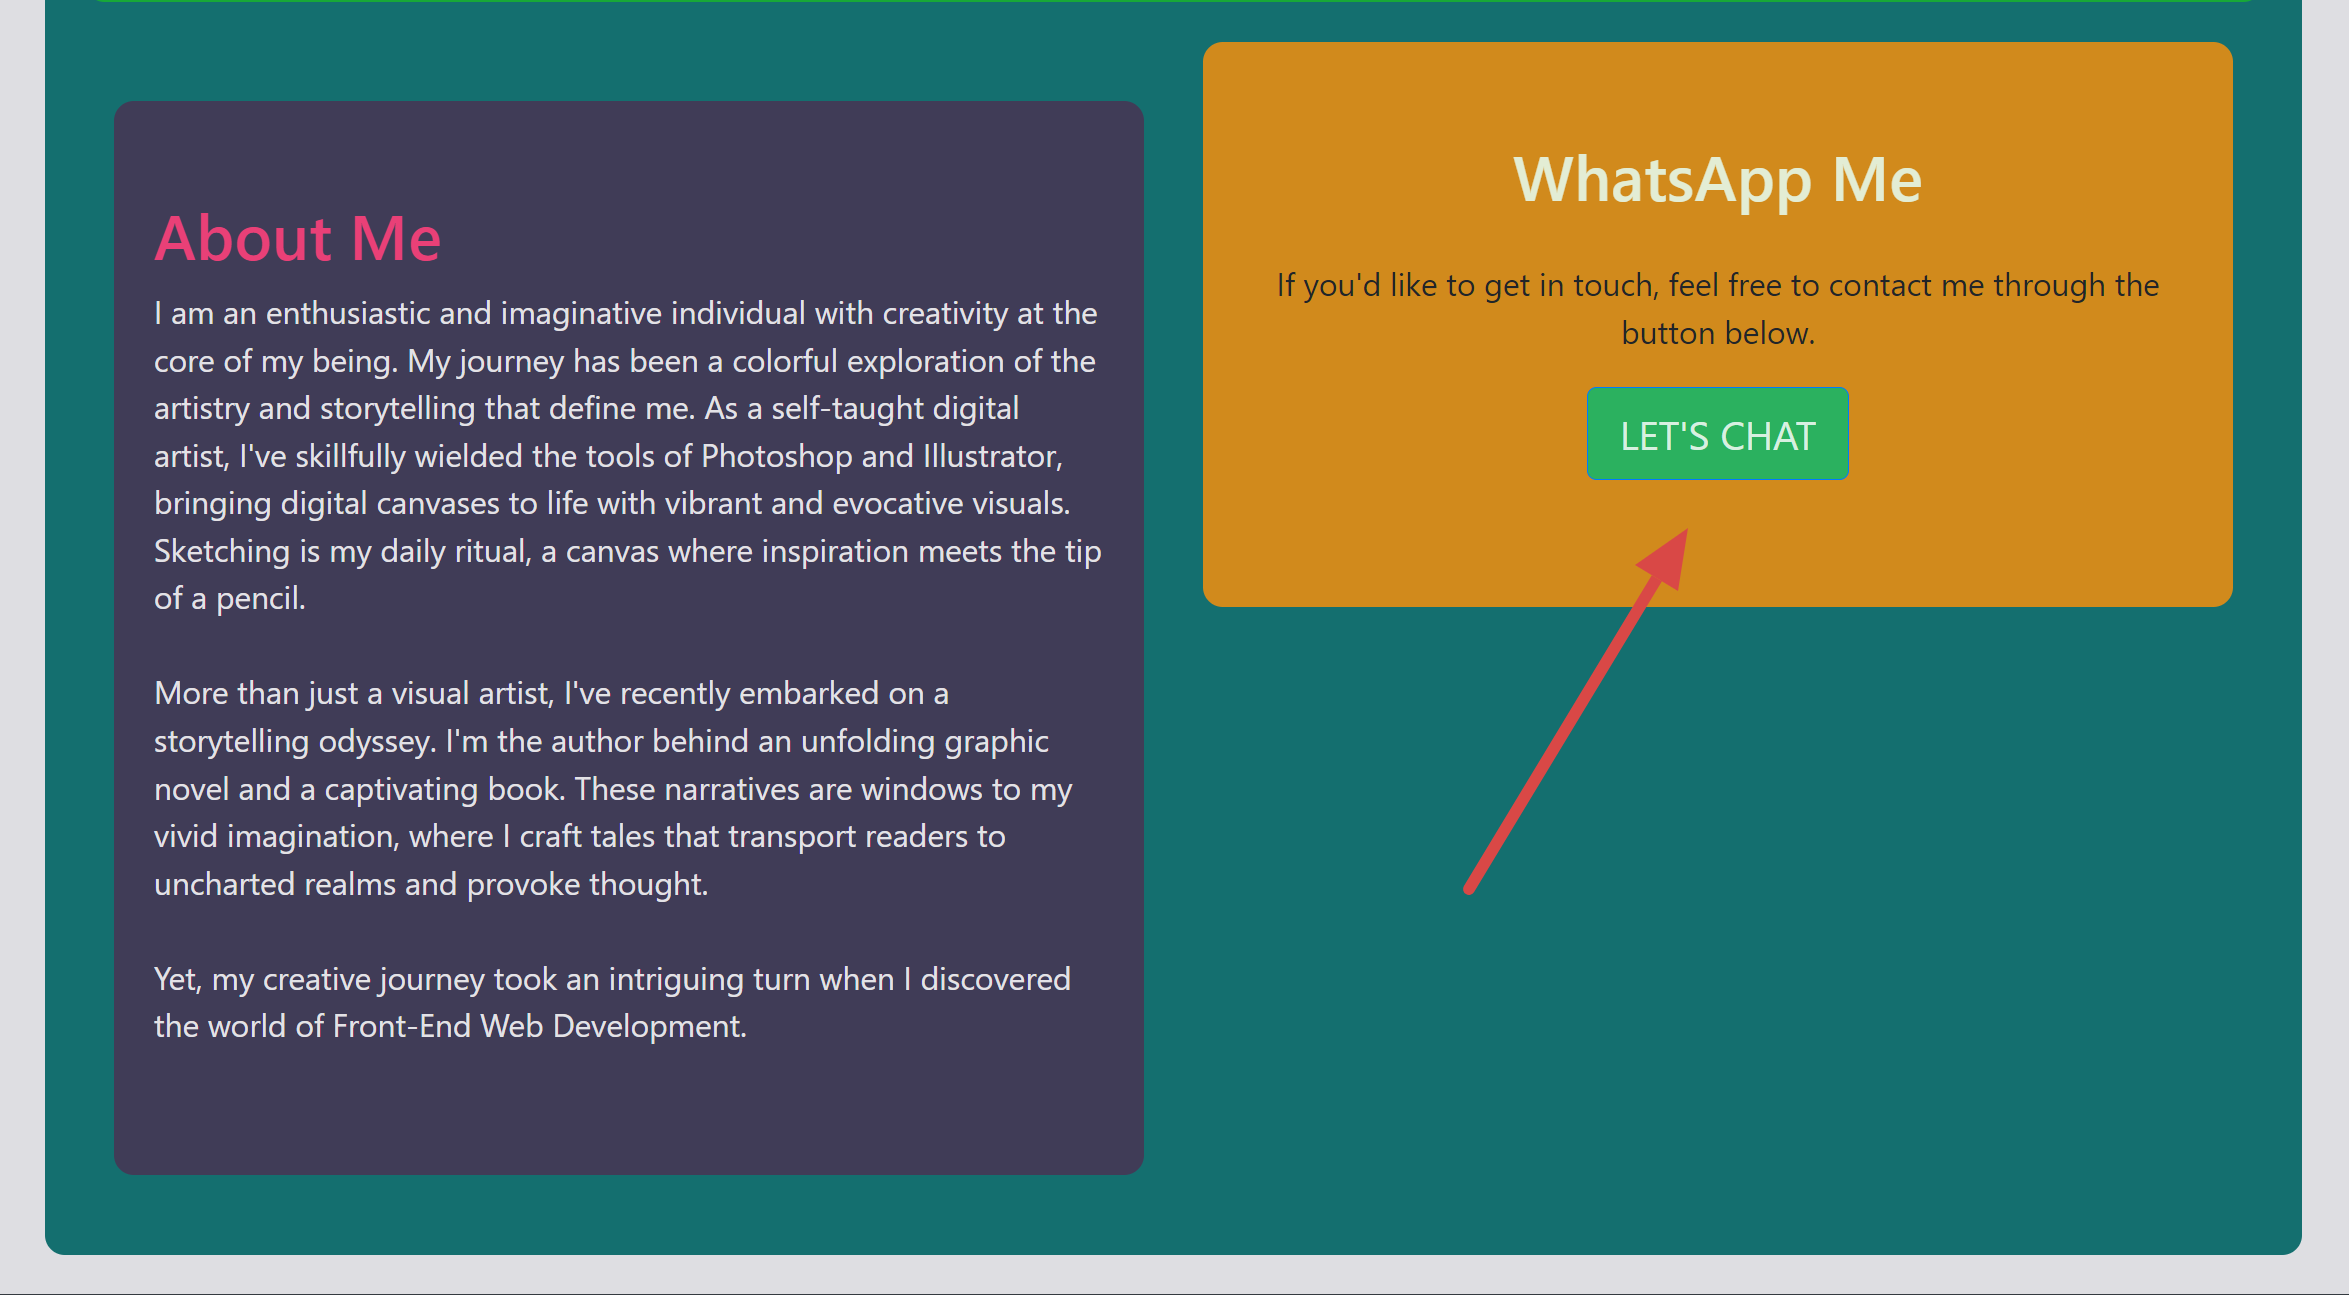 About Me
I am an enthusiastic and imaginative individual with creativity at the
core of my being. My journey has been a colorful exploration of the
artistry and storytelling that define me. As a self-taught digital
artist, I've skillfully wielded the tools of Photoshop and Illustrator,
bringing digital canvases to life with vibrant and evocative visuals.
Sketching is my daily ritual, a canvas where inspiration meets the tip
of a pencil.
More than just a visual artist, I've recently embarked on a
storytelling odyssey. I'm the author behind an unfolding graphic
novel and a captivating book. These narratives are windows to my
vivid imagination, where I craft tales that transport readers to
uncharted realms and provoke thought.
Yet, my creative journey took an intriguing turn when I discovered
the world of Front-End Web Development.
WhatsApp Me
If you'd like to get in touch, feel free to contact me through the
button below.
LET'S CHAT